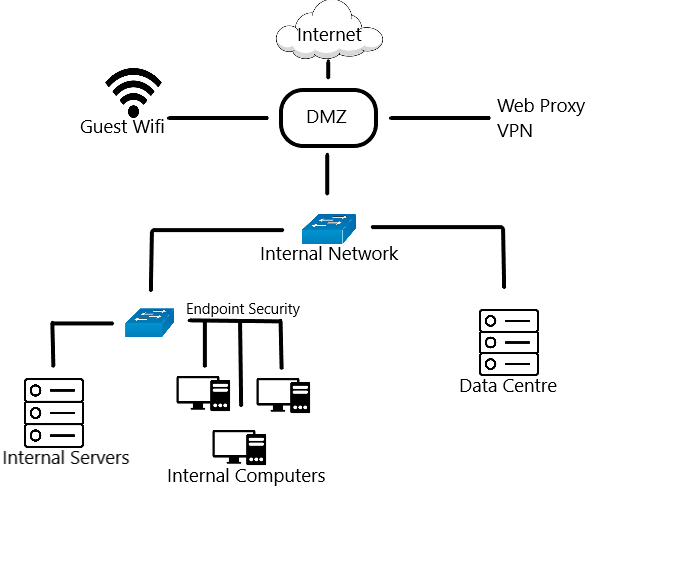 Internet
Guest Wifi
DMZ
Web Proxy
VPN
Internal Network
Endpoint Security
Data Centre
Internal Servers
Internal Computers